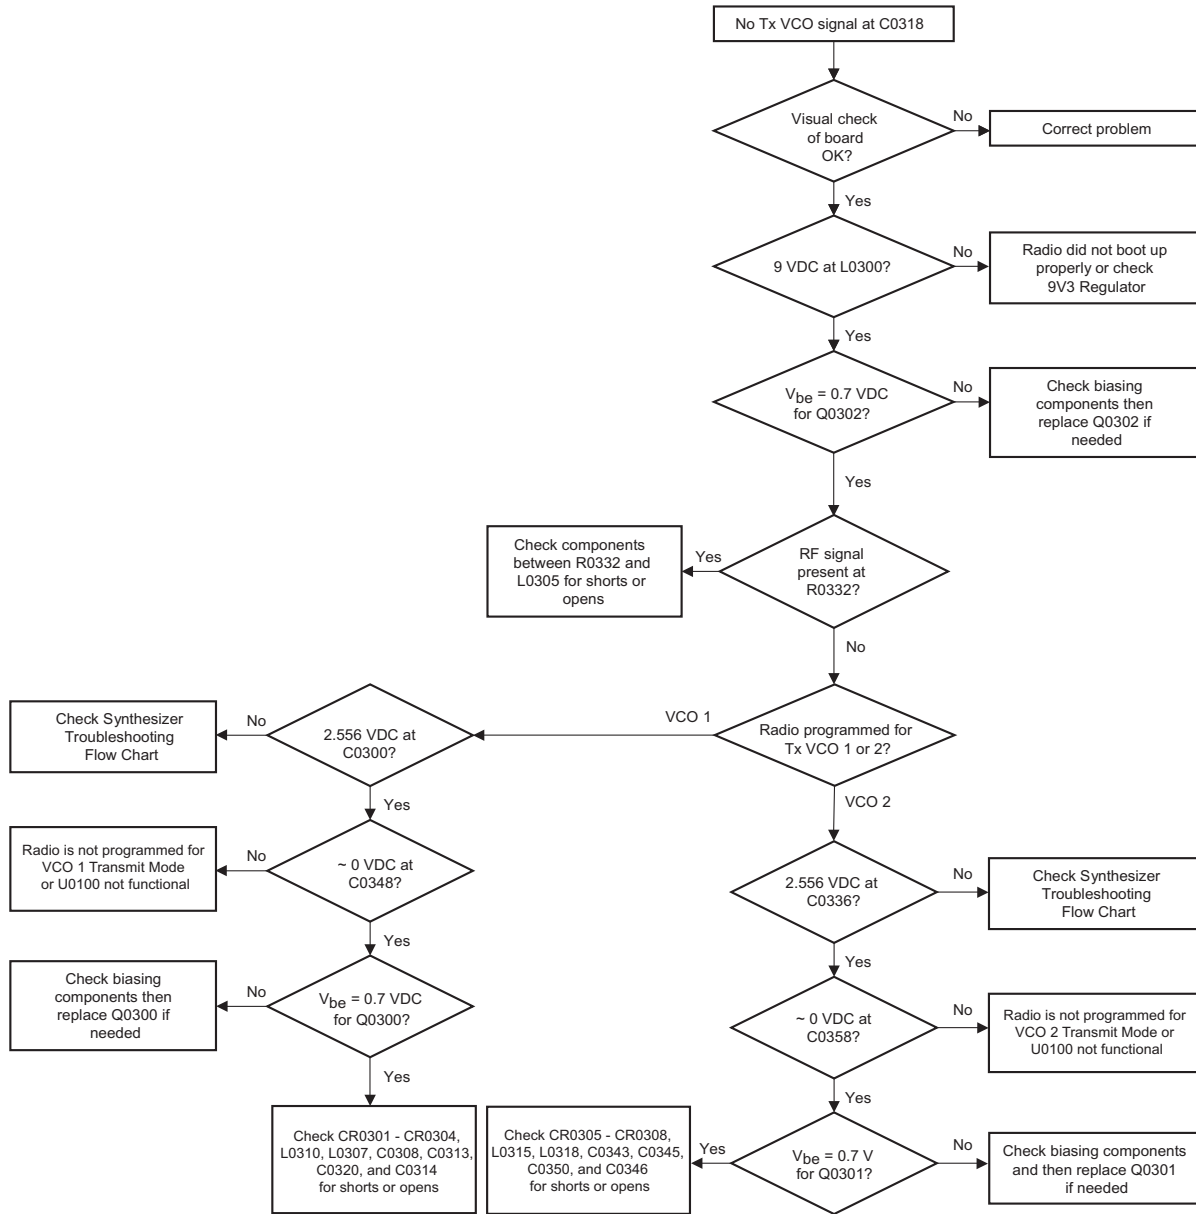 No Tx VCO signal at C0318
Visual check
of board
OK?
No
Correct problem
Yes
9 VDC at L0300?
No
Radio did not boot up
properly or check
9V3 Regulator
Yes
Vbe = 0.7 VDC
for Q0302?
No
Check biasing
components then
replace Q0302 if
needed
Yes
RF signal
present at
R0332?
Yes
Check components
between R0332 and
L0305 for shorts or
opens
No
Radio programmed for
Tx VCO 1 or 2?
VCO 1
2.556 VDC at
C0300?
No
Check Synthesizer
Troubleshooting
Flow Chart
Yes
~ 0 VDC at
C0348?
No
Radio is not programmed for
VCO 1 Transmit Mode
or U0100 not functional
Yes
Vbe = 0.7 VDC
for Q0300?
No
Check biasing
components then
replace Q0300 if
needed
Yes
Check CR0301 - CR0304,
L0310, L0307, C0308, C0313,
C0320, and C0314
for shorts or opens
VCO 2
2.556 VDC at
C0336?
No
Check Synthesizer
Troubleshooting
Flow Chart
Yes
~ 0 VDC at
C0358?
No
Radio is not programmed for
VCO 2 Transmit Mode or
U0100 not functional
Yes
Vbe = 0.7 V
for Q0301?
No
Check biasing components
and then replace Q0301
if needed
Yes
Check CR0305 - CR0308,
L0315, L0318, C0343, C0345,
C0350, and C0346
for shorts or opens